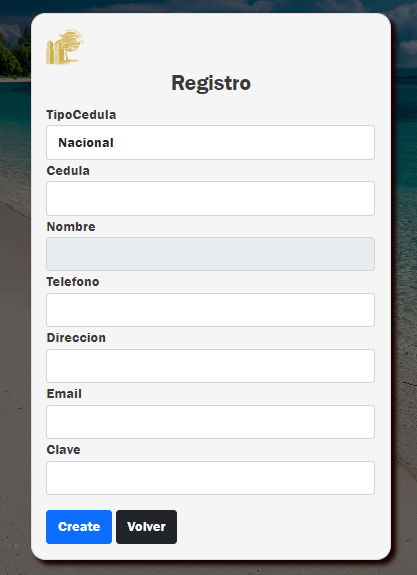 Registro
TipoCedula
Nacional
Cedula
Nombre
Telefono
Direccion
Email
Clave
Create Volver